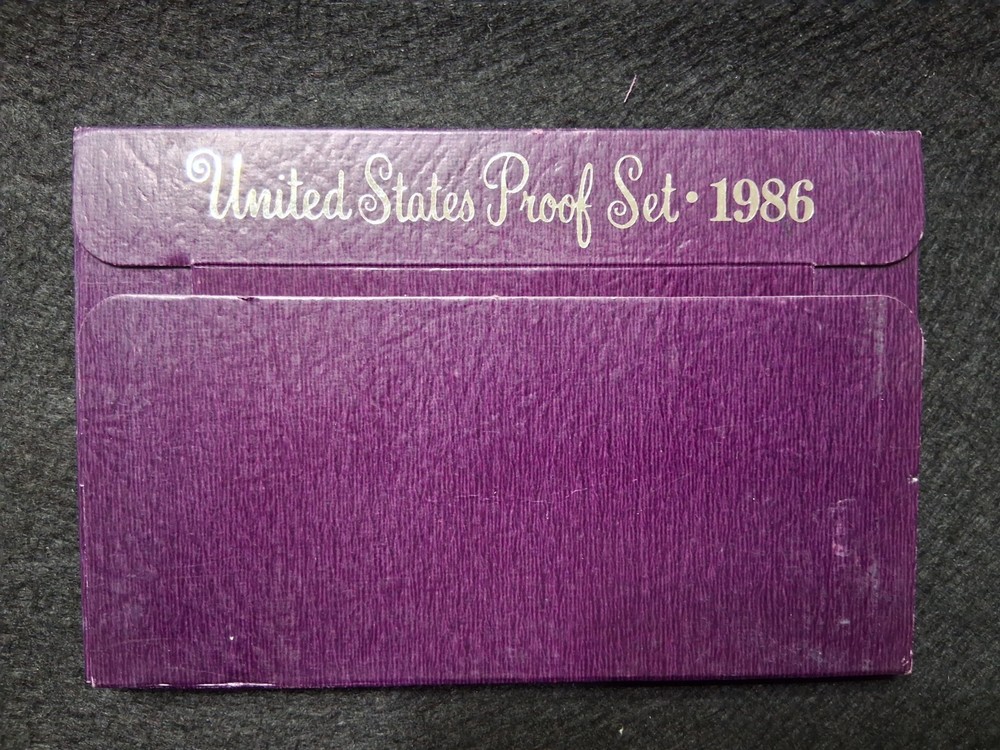 United States Proof Set • 1986